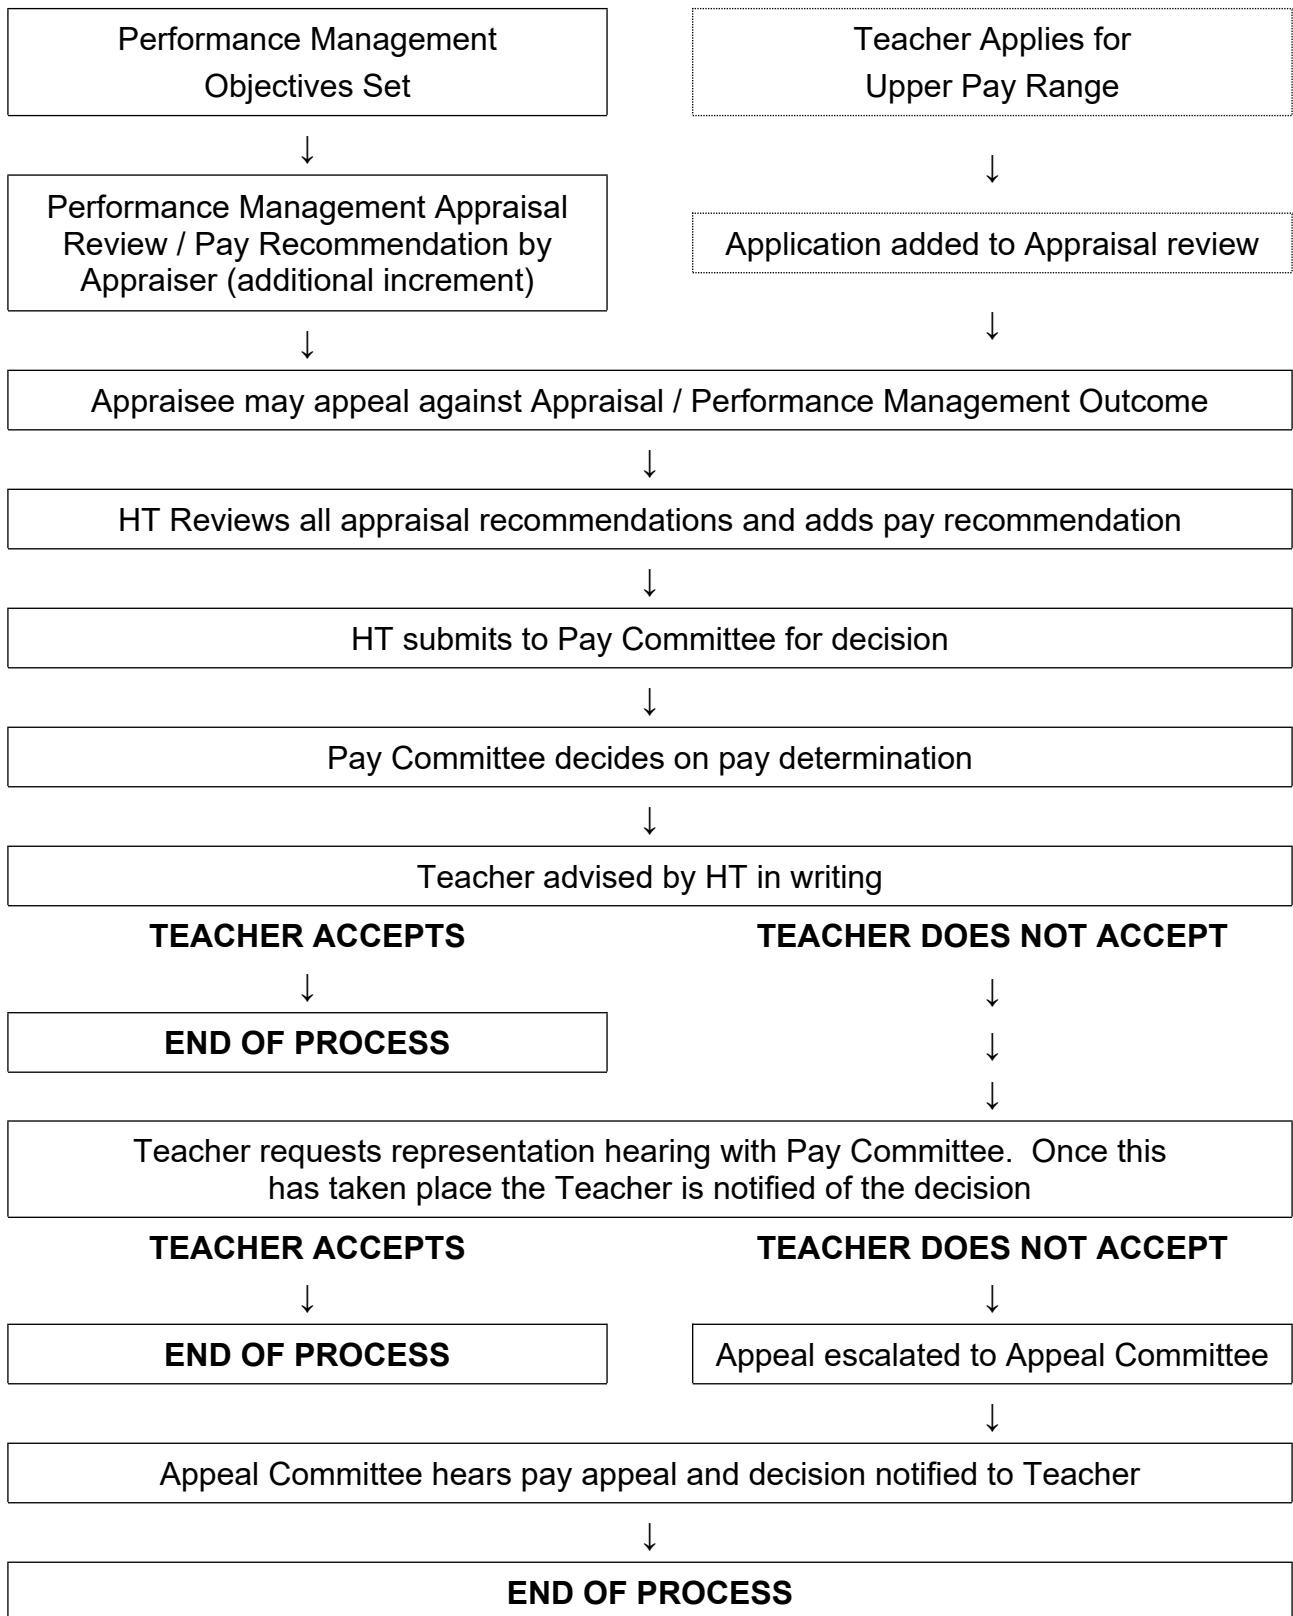 Performance Management
Objectives Set
Teacher Applies for
Upper Pay Range
↓
↓
Performance Management Appraisal
Review / Pay Recommendation by
Appraiser (additional increment)
Application added to Appraisal review
↓
↓
Appraisee may appeal against Appraisal / Performance Management Outcome
↓
HT Reviews all appraisal recommendations and adds pay recommendation
↓
HT submits to Pay Committee for decision
↓
Pay Committee decides on pay determination
↓
Teacher advised by HT in writing
TEACHER ACCEPTS
TEACHER DOES NOT ACCEPT
↓
↓
END OF PROCESS
↓
↓
Teacher requests representation hearing with Pay Committee.  Once this
has taken place the Teacher is notified of the decision
TEACHER ACCEPTS
TEACHER DOES NOT ACCEPT
↓
↓
END OF PROCESS
Appeal escalated to Appeal Committee
↓
Appeal Committee hears pay appeal and decision notified to Teacher
↓
END OF PROCESS